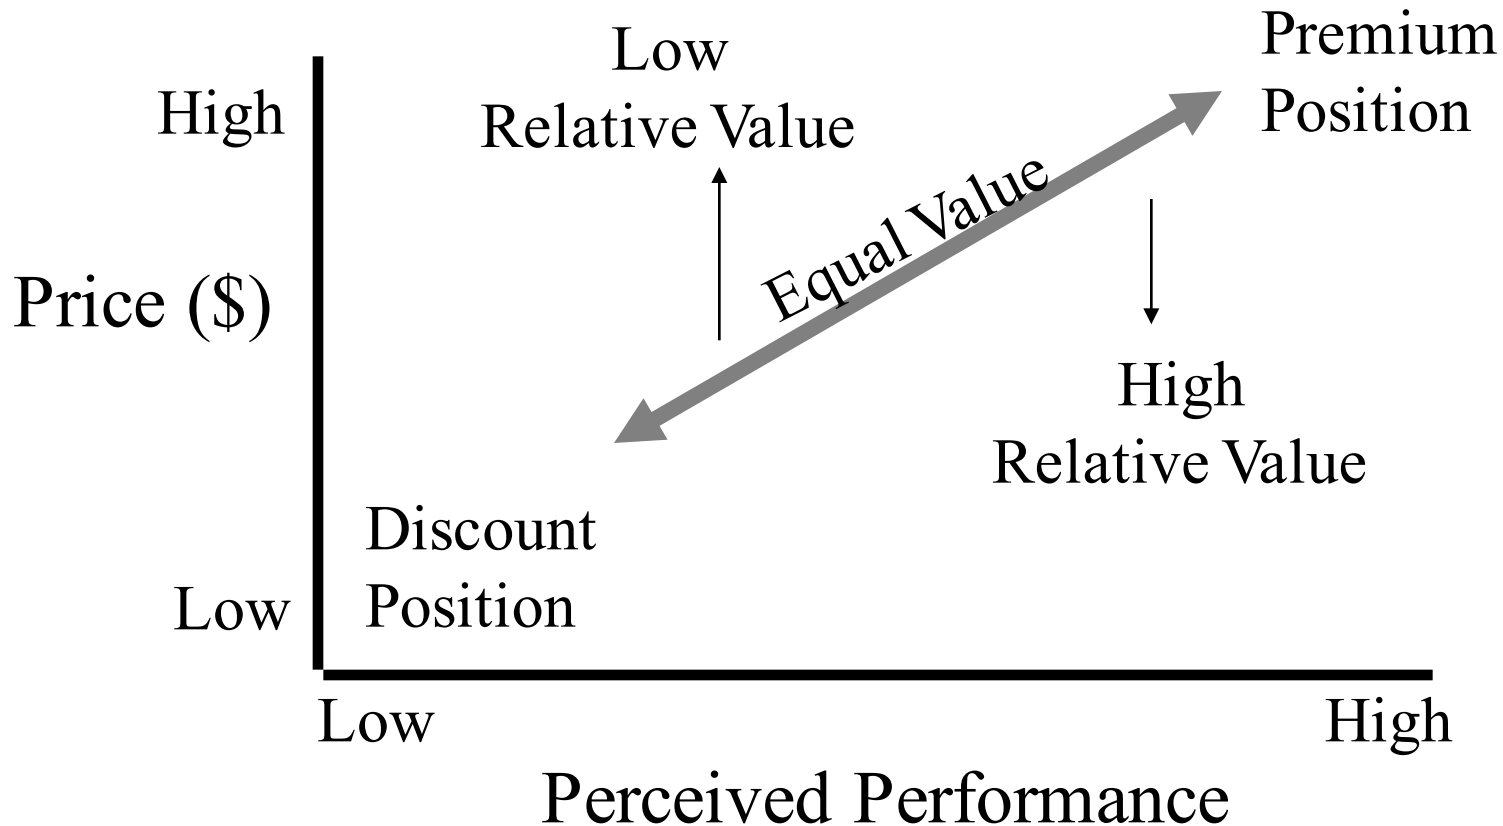 Low
Relative Value
Premium
Position
High
Equal Value
Price ($)
High
Relative Value
Discount
Position
Low
Low
High
Perceived Performance